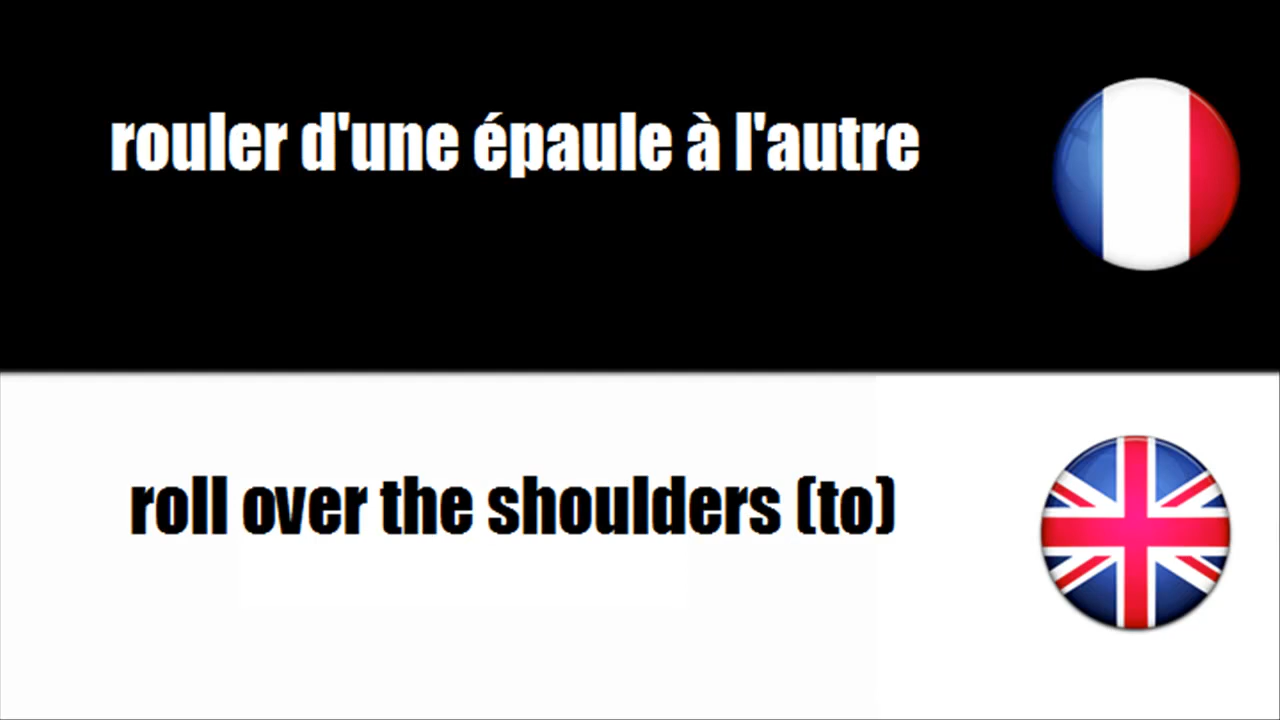 rouler d'une épaule à l'autre
roll over the shoulders (to)